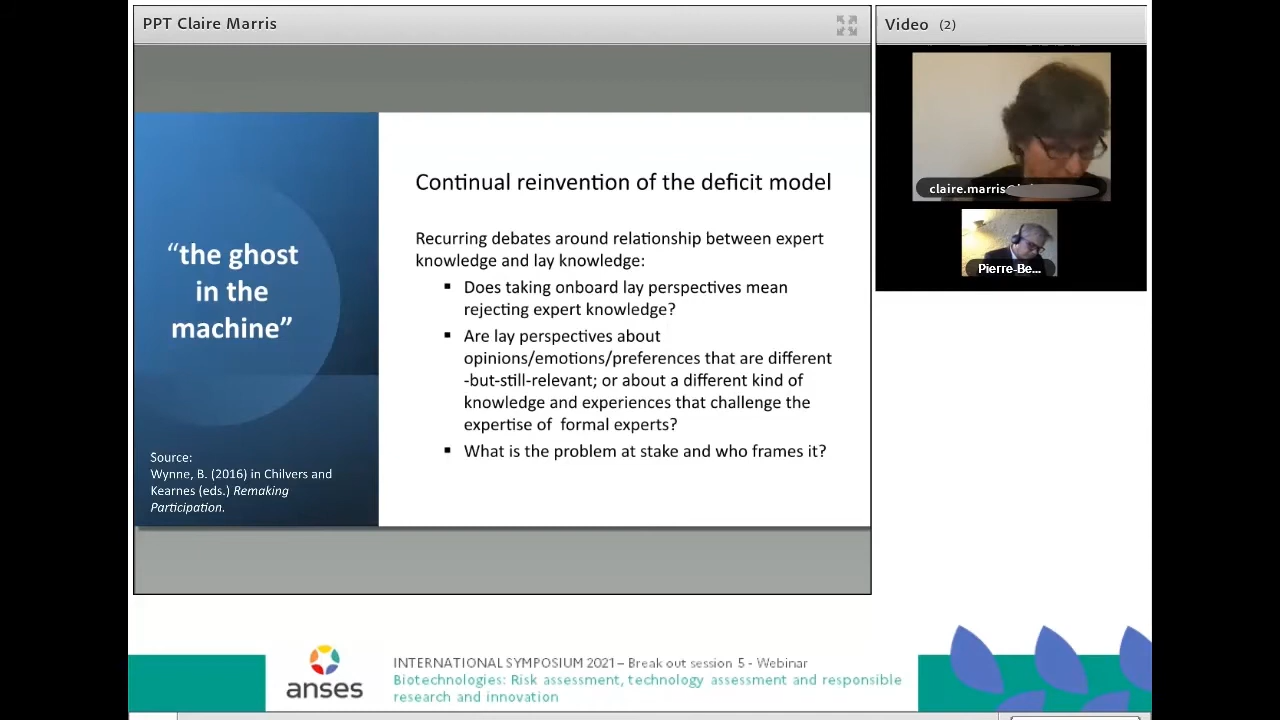 PPT Claire Marris
Video (2)
"the ghost
in the
machine"
Source:
Wynne, B. (2016) in Chilvers and
Kearnes (eds.) Remaking
Participation.
Continual reinvention of the deficit model
Recurring debates around relationship between expert
knowledge and lay knowledge:
▪ Does taking onboard lay perspectives mean
rejecting expert knowledge?
▪ Are lay perspectives about
opinions/emotions/preferences that are different
-but-still-relevant; or about a different kind of
knowledge and experiences that challenge the
expertise of formal experts?
▪ What is the problem at stake and who frames it?
claire.marris
Pierre-Be...
anses
INTERNATIONAL SYMPOSIUM 2021 – Break out session 5 - Webinar
Biotechnologies: Risk assessment, technology assessment and responsible
research and innovation